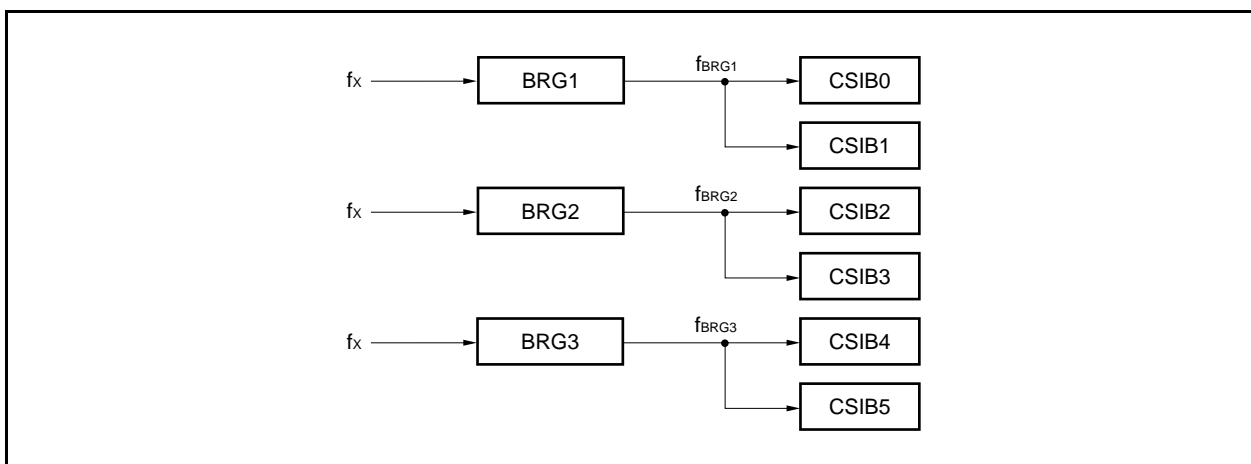 fX BRG1 fBRG1 CSIB0
CSIB1
fX BRG2 fBRG2 CSIB2
CSIB3
fX BRG3 fBRG3 CSIB4
CSIB5